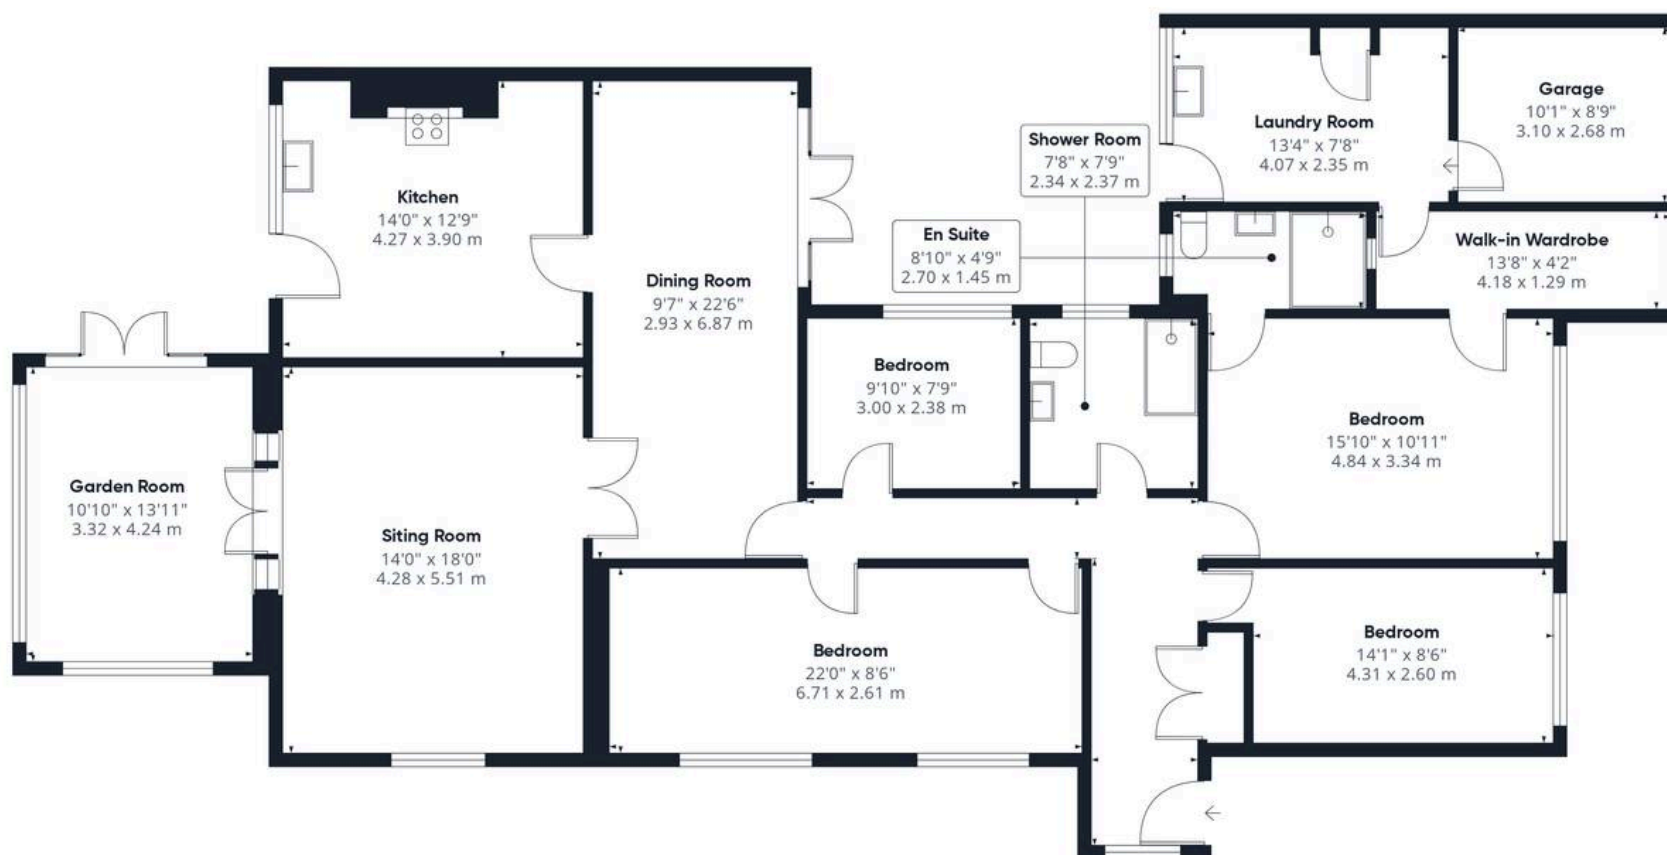 Garage
10'1" x 8'9"
3.10 x 2.68 m
Laundry Room
13'4" x 7'8"
4.07 x 2.35 m
Shower Room
7'8" x 7'9"
2.34 x 2.37 m
Kitchen
14'0" x 12'9"
4.27 x 3.90 m
En Suite
8'10" x 4'9"
2.70 x 1.45 m
Walk-in Wardrobe
13'8" x 4'2"
4.18 x 1.29 m
Dining Room
9'7" x 22'6"
2.93 x 6.87 m
Bedroom
9'10" x 7'9"
3.00 x 2.38 m
Bedroom
15'10" x 10'11"
4.84 x 3.34 m
Garden Room
10'10" x 13'11"
3.32 x 4.24 m
Siting Room
14'0" x 18'0"
4.28 x 5.51 m
Bedroom
22'0" x 8'6"
6.71 x 2.61 m
Bedroom
14'1" x 8'6"
4.31 x 2.60 m